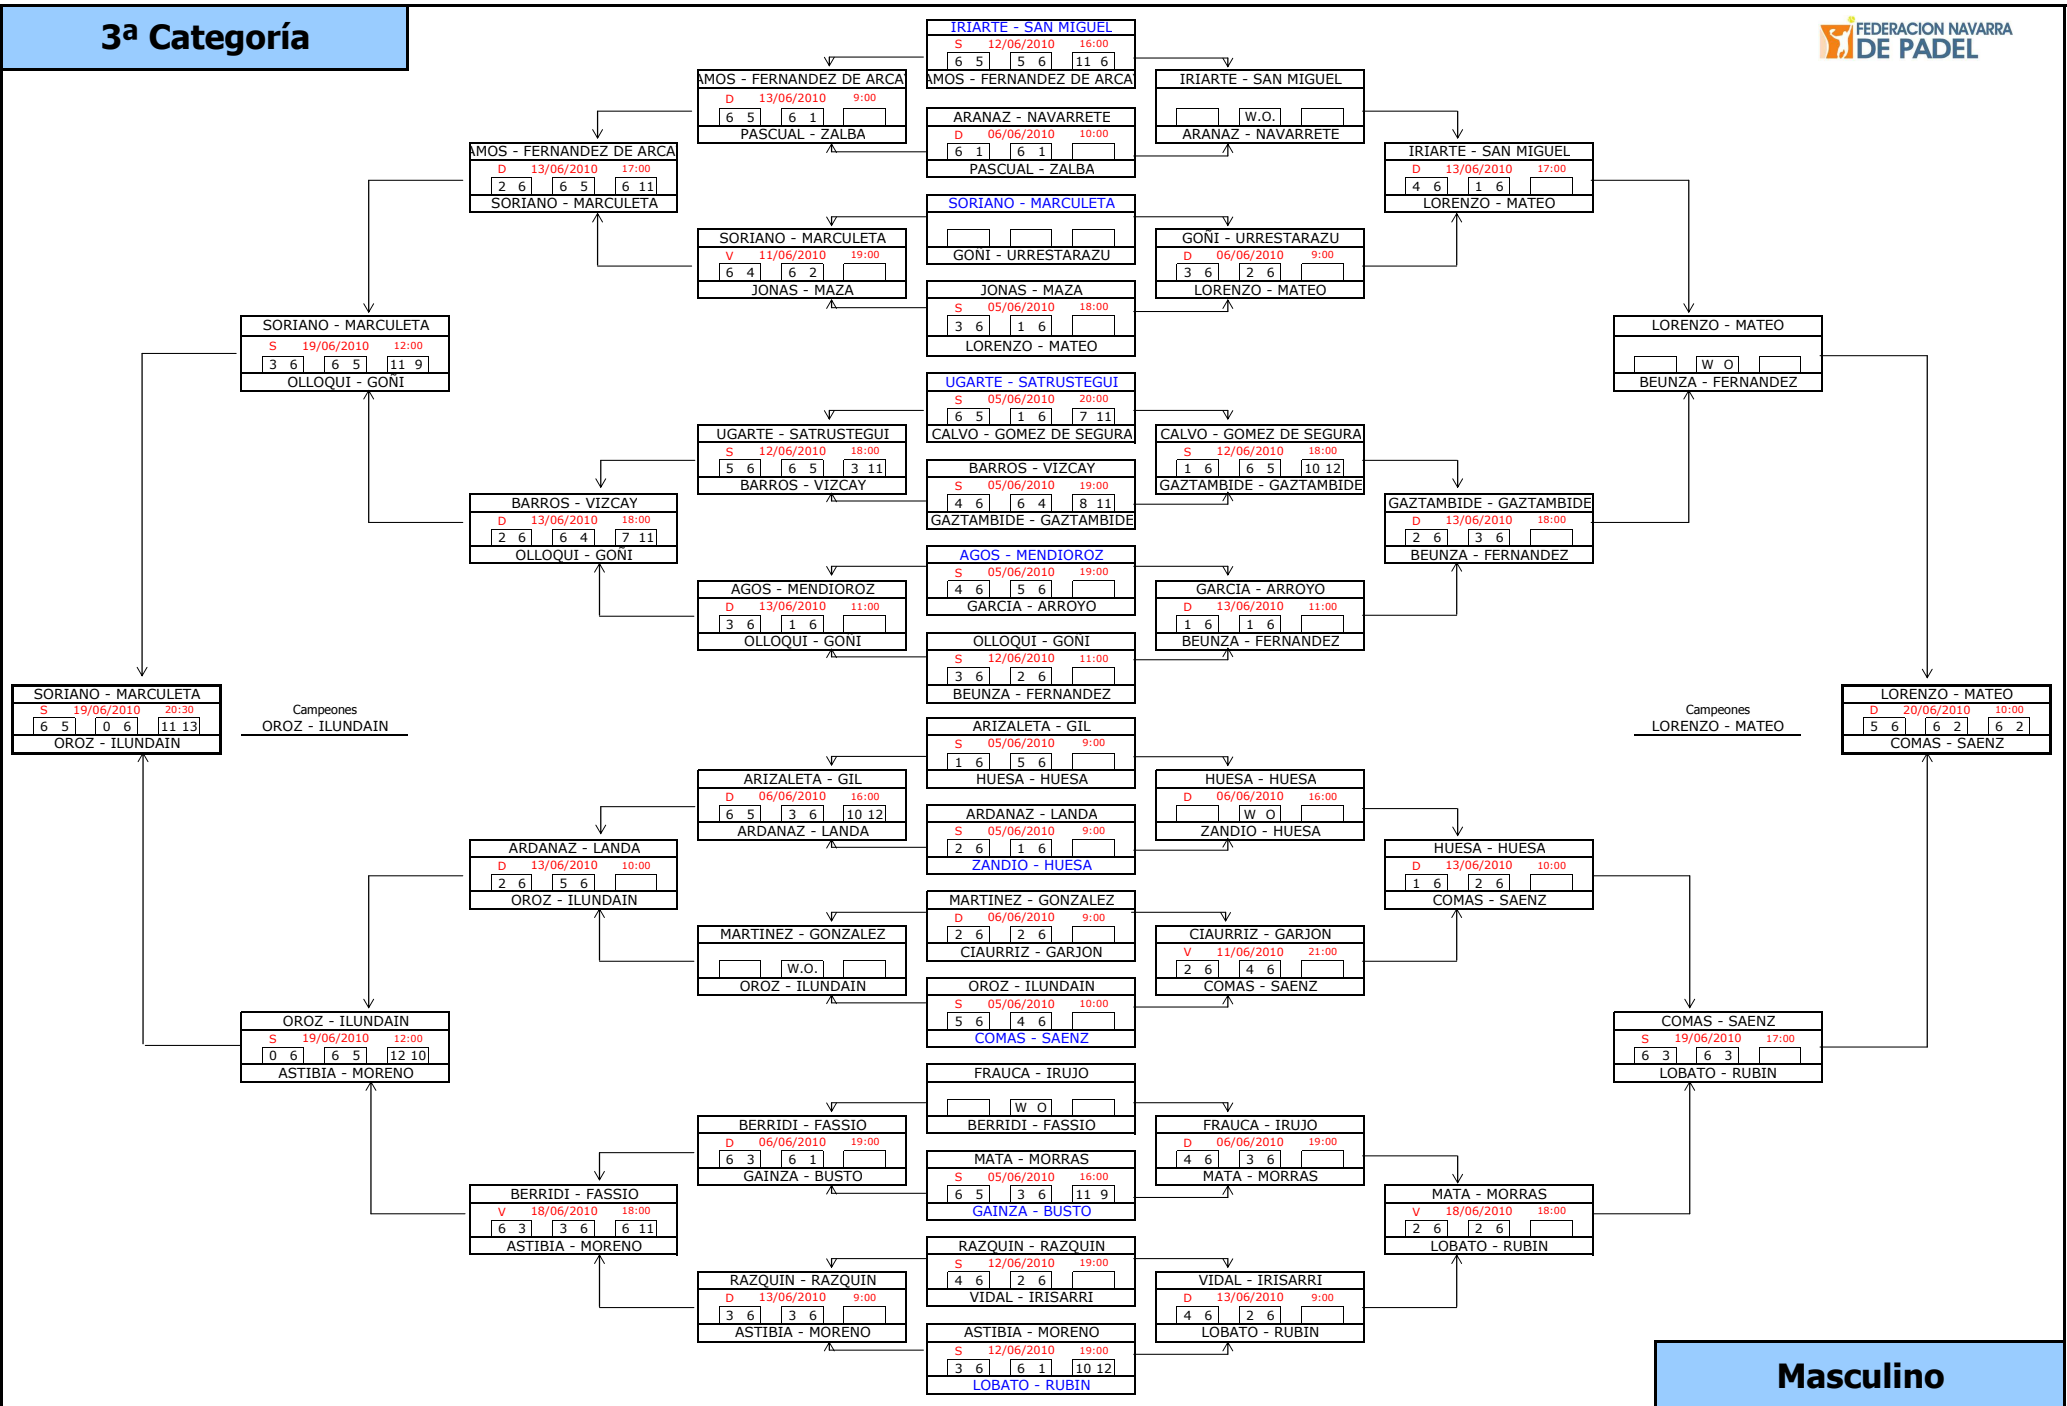 3ª Categoría
FEDERACION NAVARRA
DE PADEL
SORIANO - MARCULETA
S 19/06/2010 20:30
6 5 0 6 11 13
OROZ - ILUNDAIN
Campeones
OROZ - ILUNDAIN
SORIANO - MARCULETA
S 19/06/2010 12:00
3 6 6 5 11 9
OLLOQUI - GOÑI
OROZ - ILUNDAIN
S 19/06/2010 12:00
0 6 6 5 12 10
ASTIBIA - MORENO
AMOS - FERNANDEZ DE ARCA
D 13/06/2010 17:00
2 6 6 5 6 11
SORIANO - MARCULETA
BARROS - VIZCAY
D 13/06/2010 18:00
2 6 6 4 7 11
OLLOQUI - GOÑI
ARDANAZ - LANDA
D 13/06/2010 10:00
2 6 5 6
OROZ - ILUNDAIN
BERRIDI - FASSIO
V 18/06/2010 18:00
6 3 3 6 6 11
ASTIBIA - MORENO
AMOS - FERNANDEZ DE ARCA
D 13/06/2010 9:00
6 5 6 1
PASCUAL - ZALBA
SORIANO - MARCULETA
V 11/06/2010 19:00
6 4 6 2
JONAS - MAZA
UGARTE - SATRUSTEGUI
S 12/06/2010 18:00
5 6 6 5 3 11
BARROS - VIZCAY
AGOS - MENDIOROZ
D 13/06/2010 11:00
3 6 1 6
OLLOQUI - GOÑI
ARIZALETA - GIL
D 06/06/2010 16:00
6 5 3 6 10 12
ARDANAZ - LANDA
MARTINEZ - GONZALEZ
W.O.
OROZ - ILUNDAIN
BERRIDI - FASSIO
D 06/06/2010 19:00
6 3 6 1
GAINZA - BUSTO
RAZQUIN - RAZQUIN
D 13/06/2010 9:00
3 6 3 6
ASTIBIA - MORENO
IRIARTE - SAN MIGUEL
S 12/06/2010 16:00
6 5 5 6 11 6
AMOS - FERNANDEZ DE ARCA
ARANAZ - NAVARRETE
D 06/06/2010 10:00
6 1 6 1
PASCUAL - ZALBA
SORIANO - MARCULETA
GOÑI - URRESTARAZU
JONAS - MAZA
S 05/06/2010 18:00
3 6 1 6
LORENZO - MATEO
UGARTE - SATRUSTEGUI
S 05/06/2010 20:00
6 5 1 6 7 11
CALVO - GOMEZ DE SEGURA
BARROS - VIZCAY
S 05/06/2010 19:00
4 6 6 4 8 11
GAZTAMBIDE - GAZTAMBIDE
AGOS - MENDIOROZ
S 05/06/2010 19:00
4 6 5 6
GARCIA - ARROYO
OLLOQUI - GOÑI
S 12/06/2010 11:00
3 6 2 6
BEUNZA - FERNANDEZ
ARIZALETA - GIL
S 05/06/2010 9:00
1 6 5 6
HUESA - HUESA
ARDANAZ - LANDA
S 05/06/2010 9:00
2 6 1 6
ZANDIO - HUESA
MARTINEZ - GONZALEZ
D 06/06/2010 9:00
2 6 2 6
CIAURRIZ - GARJON
OROZ - ILUNDAIN
S 05/06/2010 10:00
5 6 4 6
COMAS - SAENZ
FRAUCA - IRUJO
W O
BERRIDI - FASSIO
MATA - MORRAS
S 05/06/2010 16:00
6 5 3 6 11 9
GAINZA - BUSTO
RAZQUIN - RAZQUIN
S 12/06/2010 19:00
4 6 2 6
VIDAL - IRISARRI
ASTIBIA - MORENO
S 12/06/2010 19:00
3 6 6 1 10 12
LOBATO - RUBIN
IRIARTE - SAN MIGUEL
W.O.
ARANAZ - NAVARRETE
GOÑI - URRESTARAZU
D 06/06/2010 9:00
3 6 2 6
LORENZO - MATEO
CALVO - GOMEZ DE SEGURA
S 12/06/2010 18:00
1 6 6 5 10 12
GAZTAMBIDE - GAZTAMBIDE
GARCIA - ARROYO
D 13/06/2010 11:00
1 6 1 6
BEUNZA - FERNANDEZ
HUESA - HUESA
D 06/06/2010 16:00
W O
ZANDIO - HUESA
CIAURRIZ - GARJON
V 11/06/2010 21:00
2 6 4 6
COMAS - SAENZ
FRAUCA - IRUJO
D 06/06/2010 19:00
4 6 3 6
MATA - MORRAS
VIDAL - IRISARRI
D 13/06/2010 9:00
4 6 2 6
LOBATO - RUBIN
IRIARTE - SAN MIGUEL
D 13/06/2010 17:00
4 6 1 6
LORENZO - MATEO
GAZTAMBIDE - GAZTAMBIDE
D 13/06/2010 18:00
2 6 3 6
BEUNZA - FERNANDEZ
HUESA - HUESA
D 13/06/2010 10:00
1 6 2 6
COMAS - SAENZ
MATA - MORRAS
V 18/06/2010 18:00
2 6 2 6
LOBATO - RUBIN
LORENZO - MATEO
W O
BEUNZA - FERNANDEZ
COMAS - SAENZ
S 19/06/2010 17:00
6 3 6 3
LOBATO - RUBIN
Campeones
LORENZO - MATEO
LORENZO - MATEO
D 20/06/2010 10:00
5 6 6 2 6 2
COMAS - SAENZ
Masculino